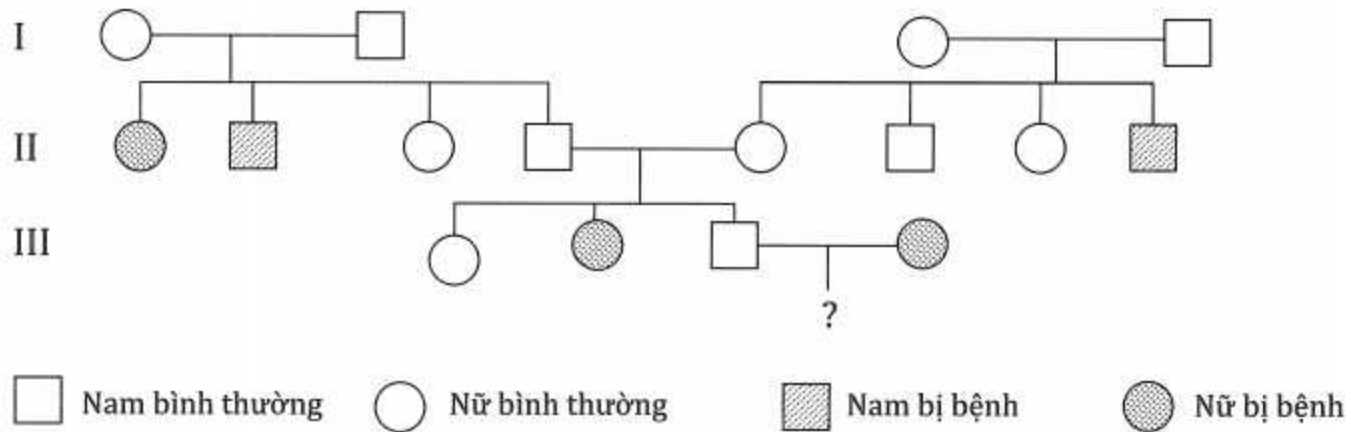 I
II
III
?
Nam bình thường Nữ bình thường Nam bị bệnh Nữ bị bệnh